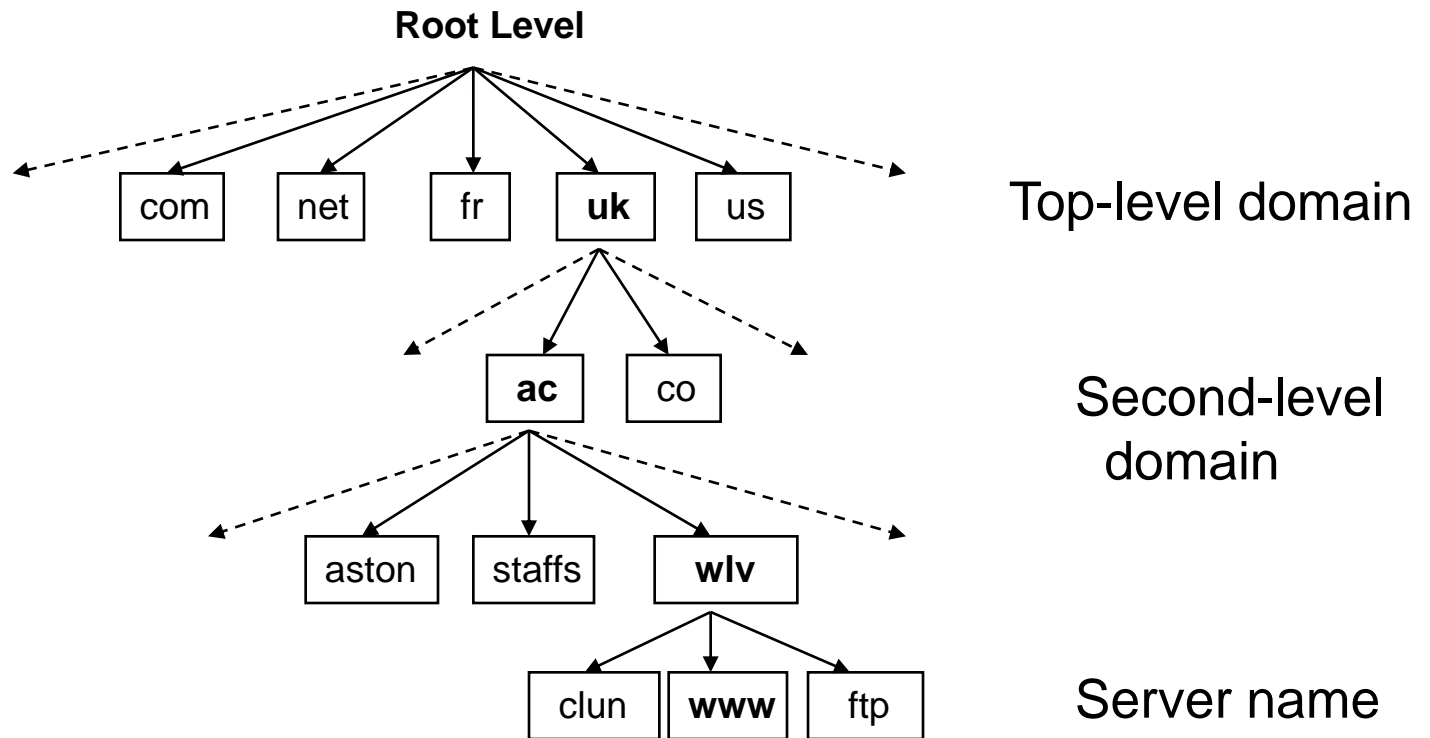 Root Level
com net fr uk us
Top-level domain
ac co
Second-level
domain
aston staffs wlv
clun www ftp
Server name